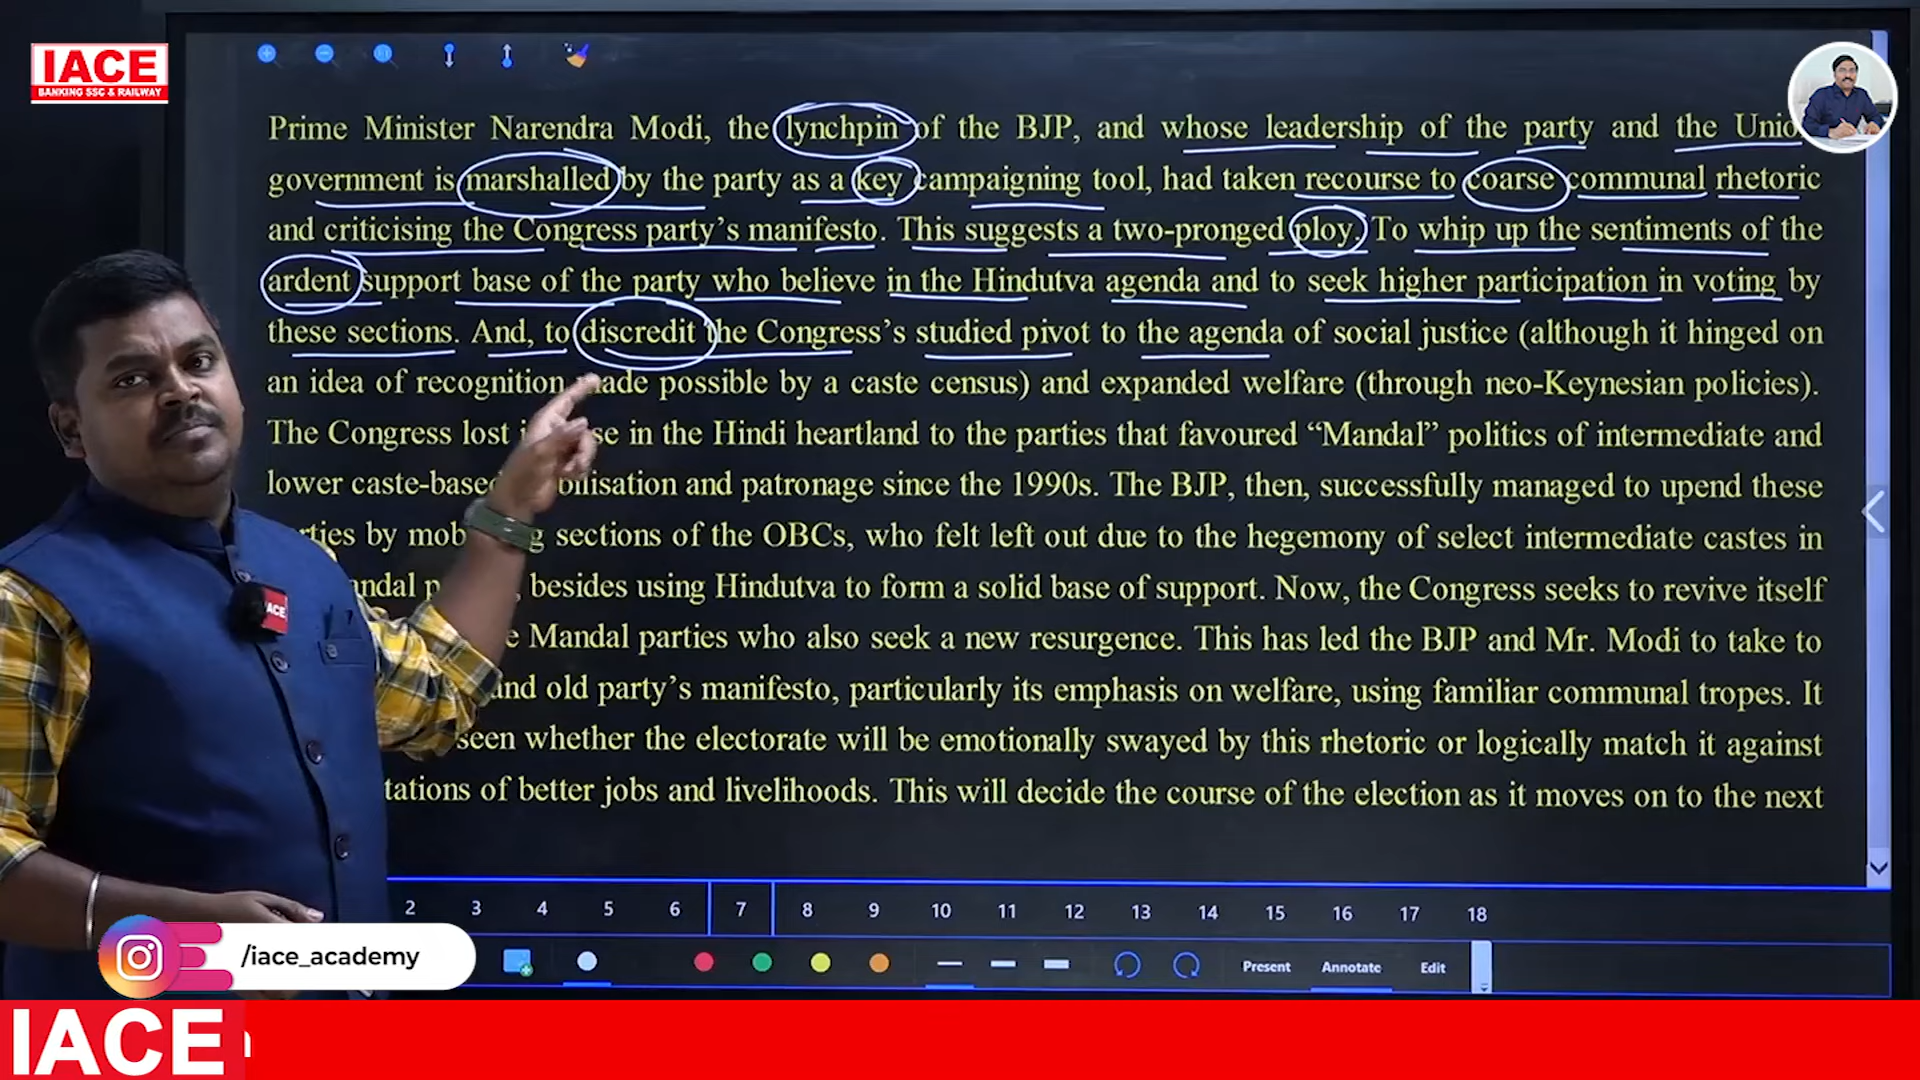 IACE
BANKING SSC & RAILWAY
Prime Minister Narendra Modi, the lynchpin of the BJP, and whose leadership of the party and the Unio
government is marshalled by the party as a key campaigning tool, had taken recourse to coarse communal rhetoric
and criticising the Congress party's manifesto. This suggests a two-pronged ploy. To whip up the sentiments of the
ardent support base of the party who believe in the Hindutva agenda and to seek higher participation in voting by
these sections. And, to discredit the Congress's studied pivot to the agenda of social justice (although it hinged on
an idea of recognition made possible by a caste census) and expanded welfare (through neo-Keynesian policies).
The Congress lost in the Hindi heartland to the parties that favoured “Mandal” politics of intermediate and
lower caste-based and patronage since the 1990s. The BJP, then, successfully managed to upend these
by sections of the OBCs, who felt left out due to the hegemony of select intermediate castes in
besides using Hindutva to form a solid base of support. Now, the Congress seeks to revive itself
Mandal parties who also seek a new resurgence. This has led the BJP and Mr. Modi to take to
old party's manifesto, particularly its emphasis on welfare, using familiar communal tropes. It
seen whether the electorate will be emotionally swayed by this rhetoric or logically match it against
tations of better jobs and livelihoods. This will decide the course of the election as it moves on to the next
ACE
2 3 4 5 6 7 8 9 10 11 12 13 14 15 16 17 18
/iace_academy
Present Annotate Edit
IACE